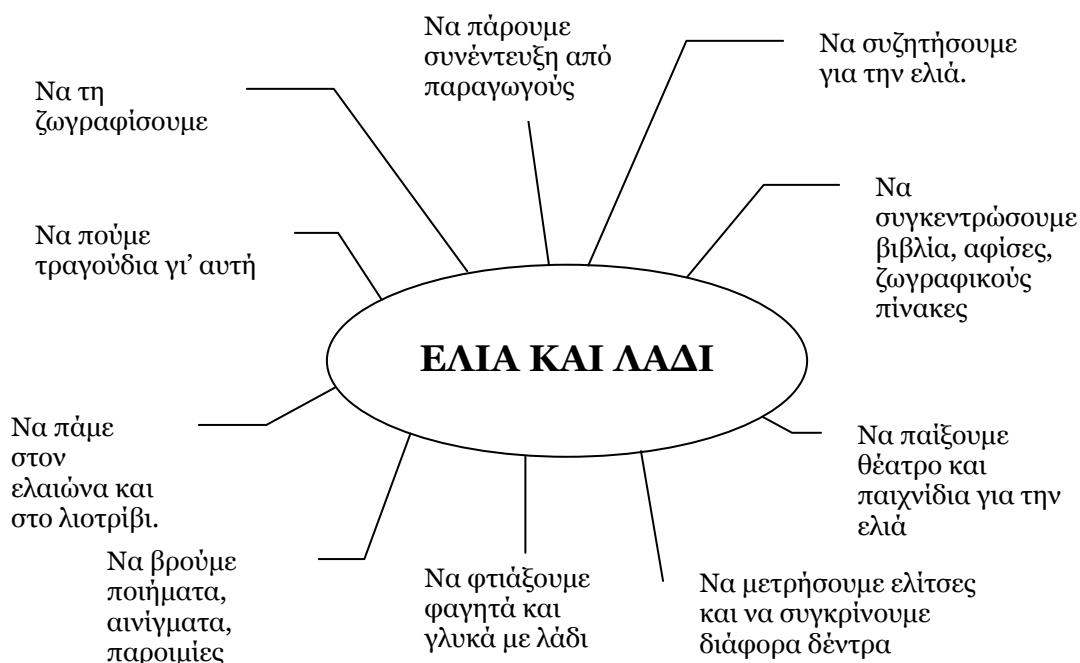 Να πάρουμε
συνέντευξη από
παραγωγούς
Να συζητήσουμε
για την ελιά.
Να τη
ζωγραφίσουμε
Να
συγκεντρώσουμε
βιβλία, αφίσες,
ζωγραφικούς
πίνακες
Να πούμε
τραγούδια γι’ αυτή
ΕΛΙΑ ΚΑΙ ΛΑΔΙ
Να πάμε
στον
ελαιώνα και
στο λιοτρίβι.
Να παίξουμε
θέατρο και
παιχνίδια για την
ελιά
Να βρούμε
ποιήματα,
αινίγματα,
παροιμίες
Να φτιάξουμε
φαγητά και
γλυκά με λάδι
Να μετρήσουμε ελίτσες
και να συγκρίνουμε
διάφορα δέντρα